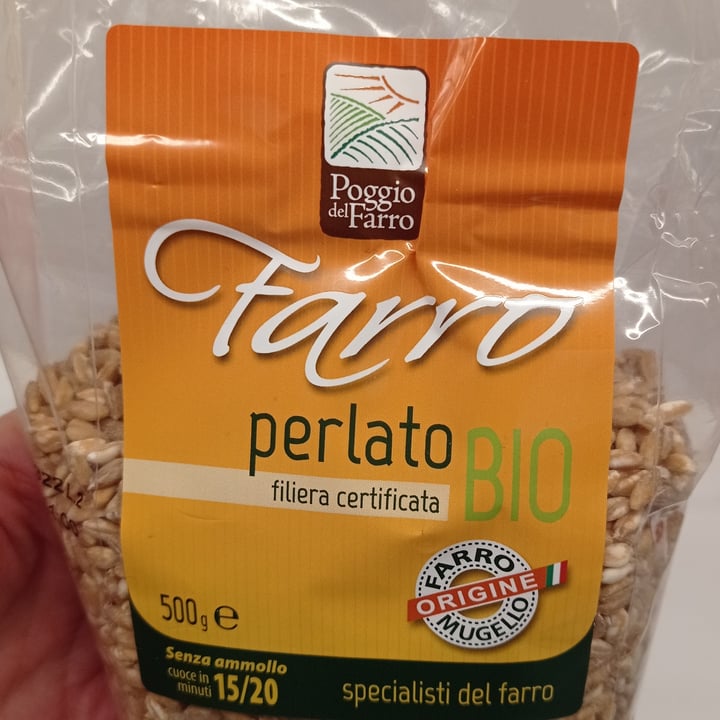 Poggio
del Farro
Farro
perlato
BIO
filiera certificata
FARRO
ORIGINE
MUGELLO
500g e
Senza ammollo
cuoce in
minuti 15/20
specialisti del farro